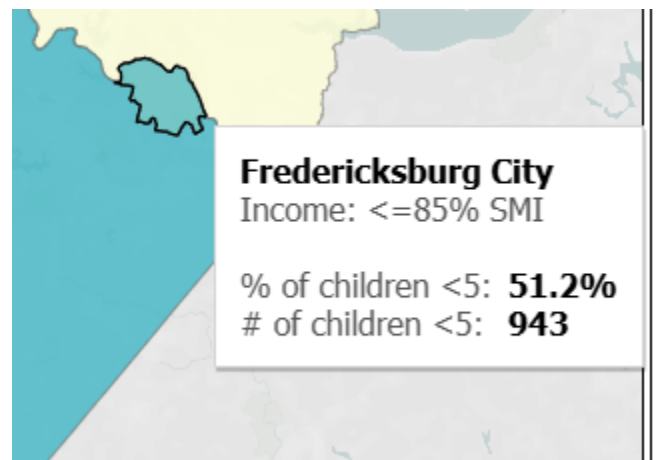 Fredericksburg City
Income: <=85% SMI
% of children <5: 51.2%
# of children <5: 943